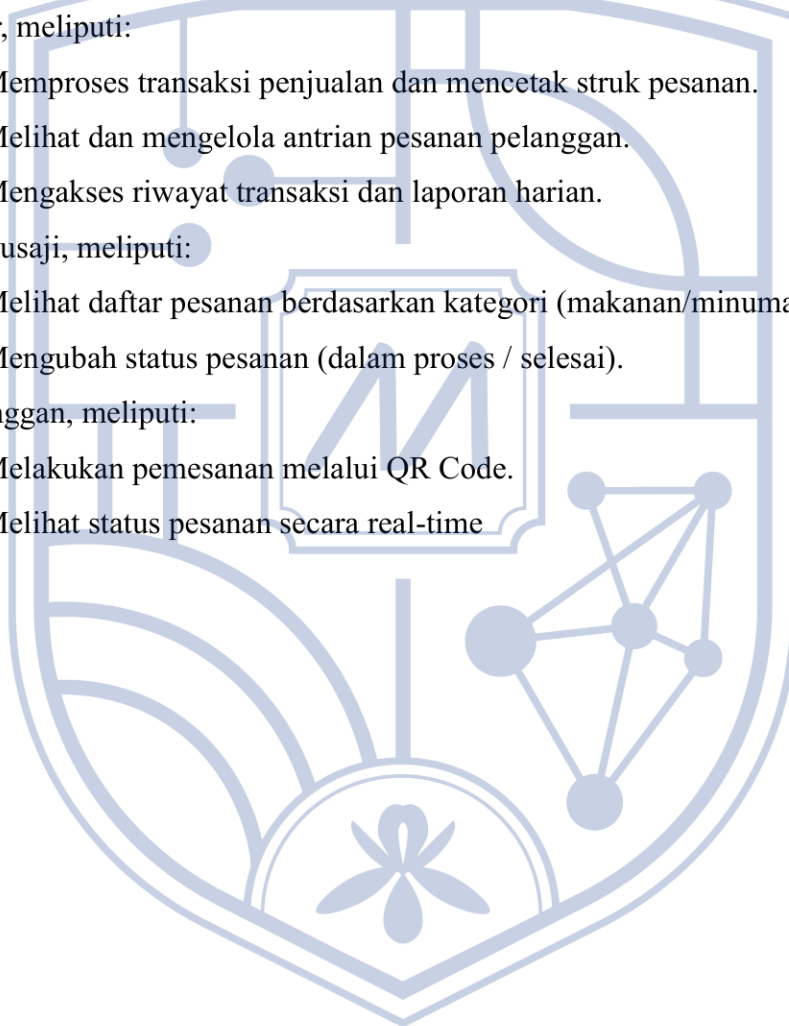 , meliputi:
Memproses transaksi penjualan dan mencetak struk pesanan.
Melihat dan mengelola antrian pesanan pelanggan.
Mengakses riwayat transaksi dan laporan harian.
usaji, meliputi:
Melihat daftar pesanan berdasarkan kategori (makanan/minuma
Mengubah status pesanan (dalam proses / selesai).
ggan, meliputi:
Melakukan pemesanan melalui QR Code.
Melihat status pesanan secara real-time